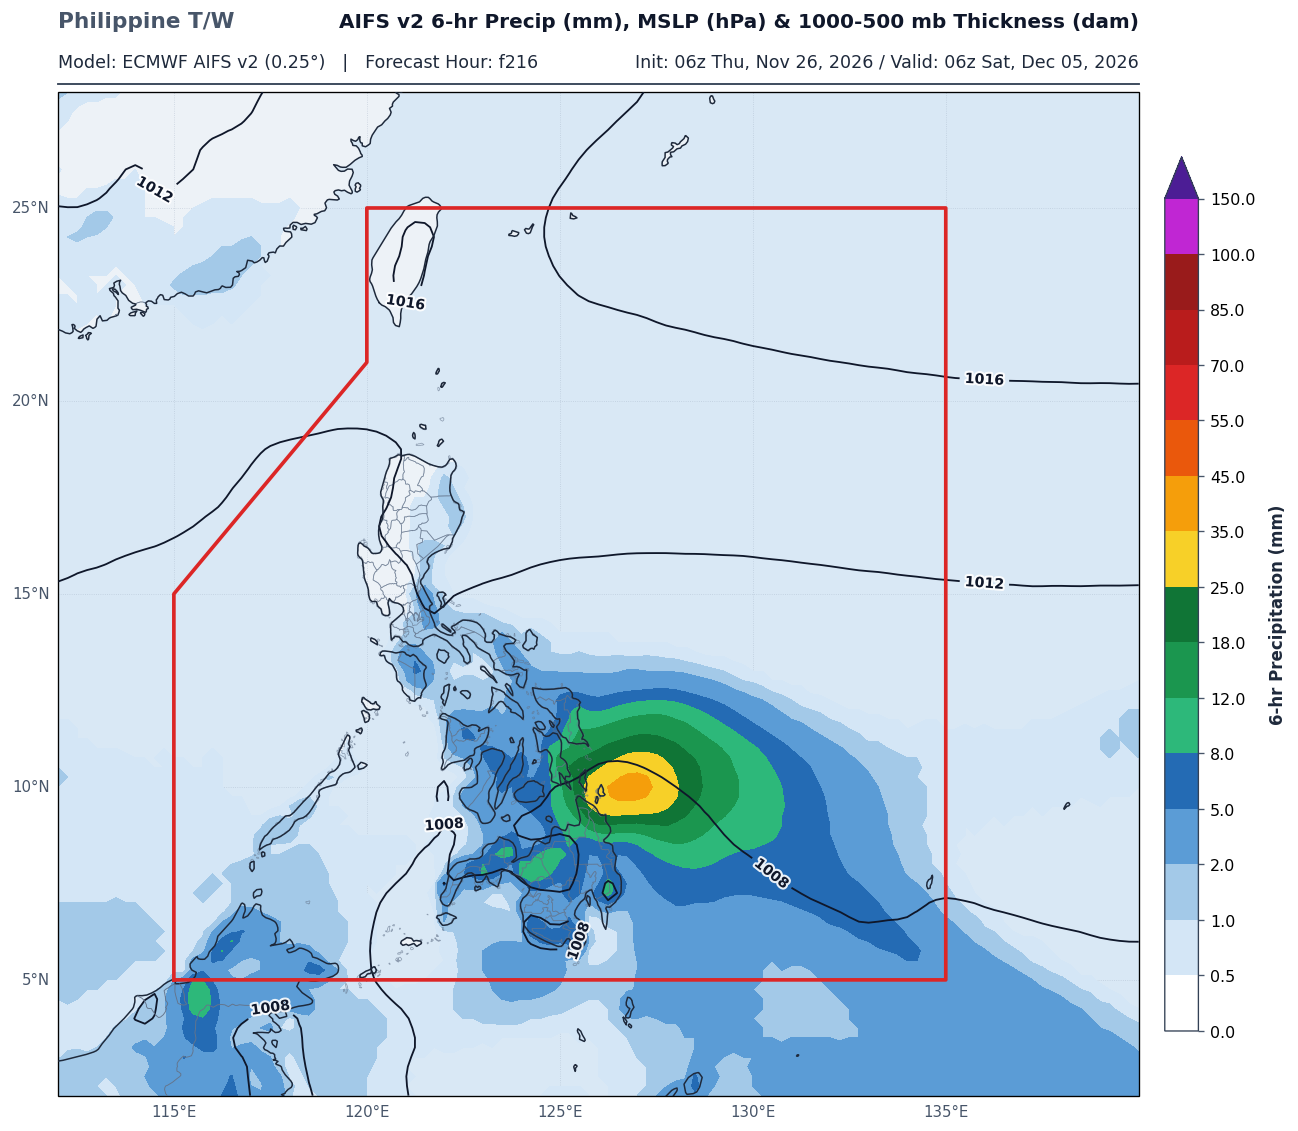 Philippine T/W
AIFS v2 6-hr Precip (mm), MSLP (hPa) & 1000-500 mb Thickness (dam)
Model: ECMWF AIFS v2 (0.25°) | Forecast Hour: f216
Init: 06z Thu, Nov 26, 2026 / Valid: 06z Sat, Dec 05, 2026
25°N
20°N
15°N
10°N
5°N
115°E
120°E
125°E
130°E
135°E
1012
1016
1016
1012
1008
1008
1008
1008
150.0
100.0
85.0
70.0
55.0
45.0
35.0
25.0
18.0
12.0
8.0
5.0
2.0
1.0
0.5
0.0
6-hr Precipitation (mm)